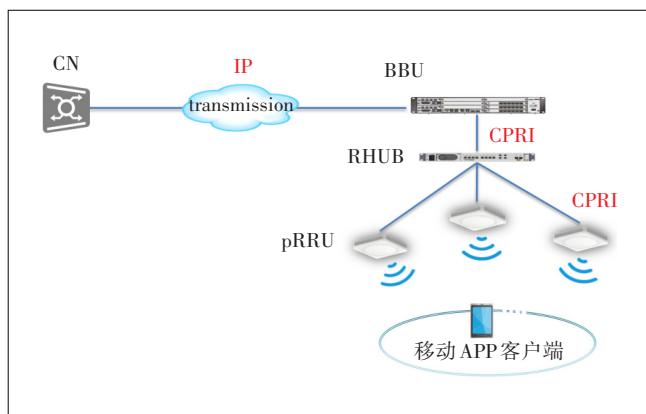 CN
IP
BBU
transmission
CPRI
RHUB
CPRI
pRRU
移动APP客户端